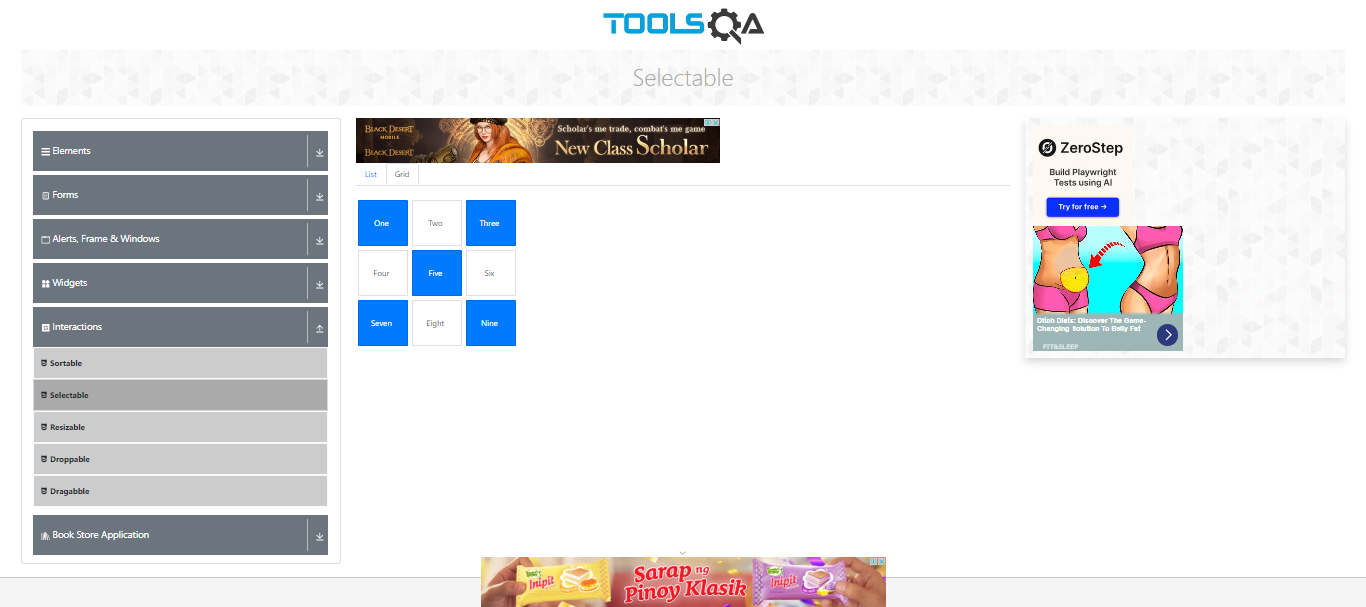 TOOLSQA
Selectable
Elements
Forms
Alerts, Frame & Windows
Widgets
Interactions
Sortable
Selectable
Resizable
Droppable
Dragabble
Book Store Application
BLACK DESERT
MOBILE
BLACK DESERT
Scholar's me trade, combat's me game
New Class Scholar
List
Grid
One
Two
Three
Four
Five
Six
Seven
Eight
Nine
ZeroStep
Build Playwright
Tests using AI
Try for free →
Ditch Diets: Discover The Game-
Changing Solution To Belly Fat
FIT&SLEEP
Inipit
Sarap ng
Pinoy Klasik
Inipit